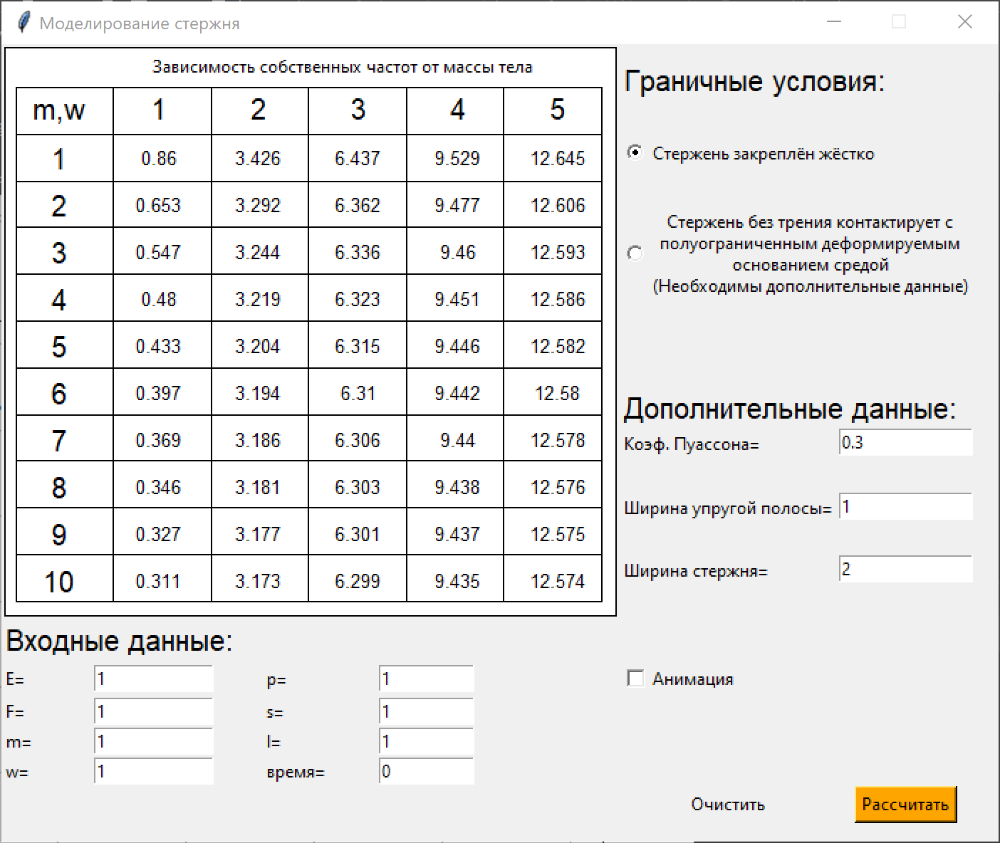 Моделирование стержня
Зависимость собственных частот от массы тела
m,w 1 2 3 4 5
1 0.86 3.426 6.437 9.529 12.645
2 0.653 3.292 6.362 9.477 12.606
3 0.547 3.244 6.336 9.46 12.593
4 0.48 3.219 6.323 9.451 12.586
5 0.433 3.204 6.315 9.446 12.582
6 0.397 3.194 6.31 9.442 12.58
7 0.369 3.186 6.306 9.44 12.578
8 0.346 3.181 6.303 9.438 12.576
9 0.327 3.177 6.301 9.437 12.575
10 0.311 3.173 6.299 9.435 12.574
Граничные условия:
Стержень закреплён жёстко
Стержень без трения контактирует с
полуограниченным деформируемым
основанием средой
(Необходимы дополнительные данные)
Дополнительные данные:
Коэф. Пуассона= 0.3
Ширина упругой полосы= 1
Ширина стержня= 2
Входные данные:
E= 1 p= 1
F= 1 s= 1
m= 1 l= 1
w= 1 время= 0
Анимация
Очистить Рассчитать